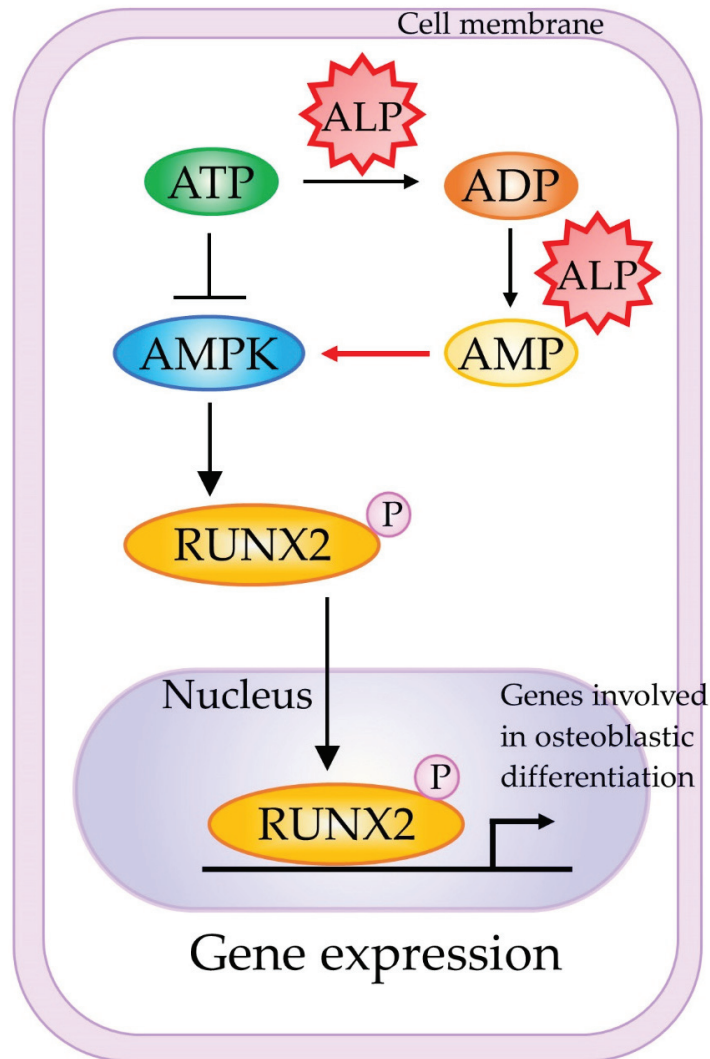 Cell membrane
ALP
ATP
ADP
ALP
AMPK
AMP
RUNX2
P
Nucleus
Genes involved
in osteoblastic
differentiation
P
RUNX2
Gene expression